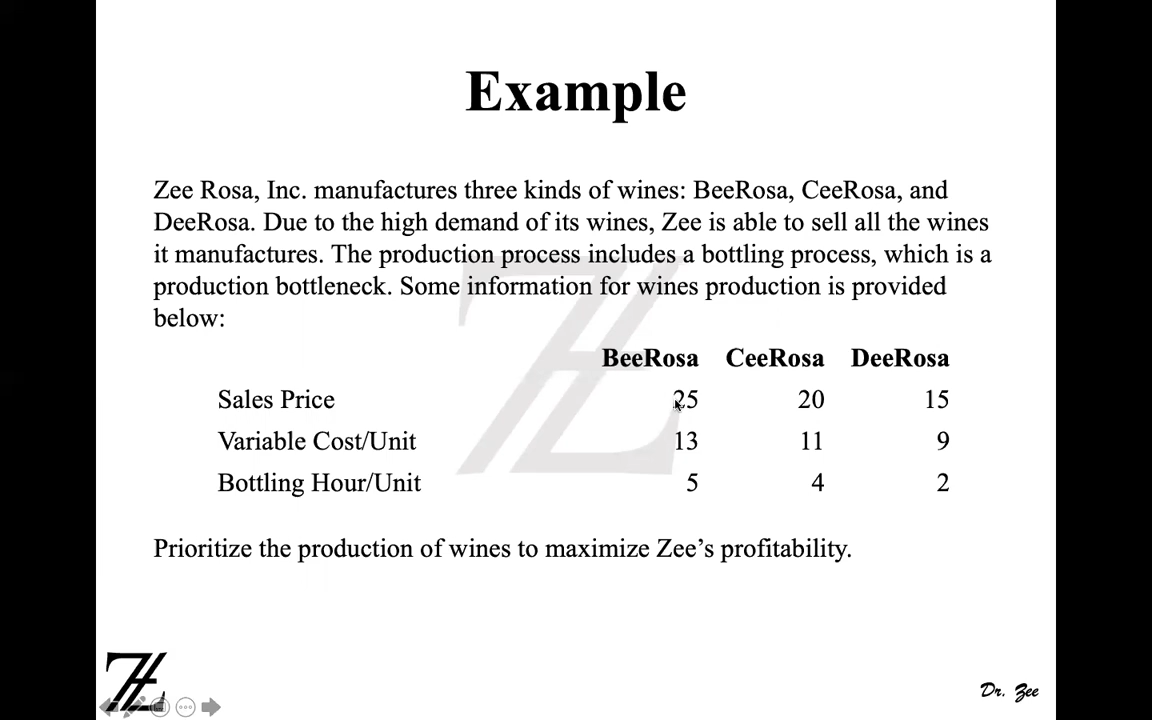 Example
Zee Rosa, Inc. manufactures three kinds of wines: BeeRosa, CeeRosa, and
DeeRosa. Due to the high demand of its wines, Zee is able to sell all the wines
it manufactures. The production process includes a bottling process, which is a
production bottleneck. Some information for wines production is provided
below:
BeeRosa CeeRosa DeeRosa
Sales Price 25 20 15
Variable Cost/Unit 13 11 9
Bottling Hour/Unit 5 4 2
Prioritize the production of wines to maximize Zee’s profitability.
Dr. Zee